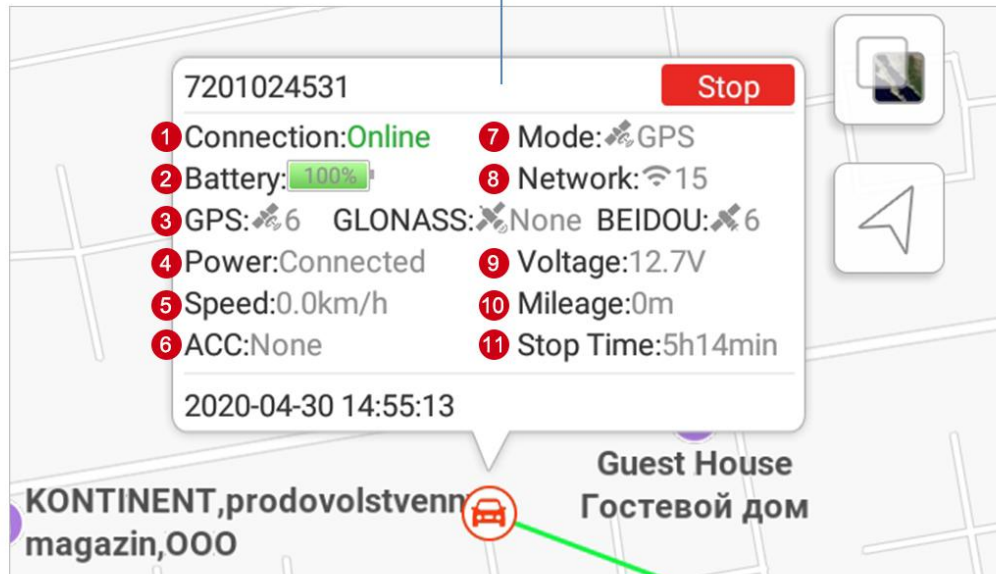 7201024531 Stop
1 Connection:Online 7 Mode:GPS
2 Battery:100% 8 Network:15
3 GPS:6 GLONASS:None BEIDOU:6
4 Power:Connected 9 Voltage:12.7V
5 Speed:0.0km/h 10 Mileage:0m
6 ACC:None 11 Stop Time:5h14min
2020-04-30 14:55:13
Guest House
Гостевой дом
KONTINENT,prodovolstvenn
magazin,OOO